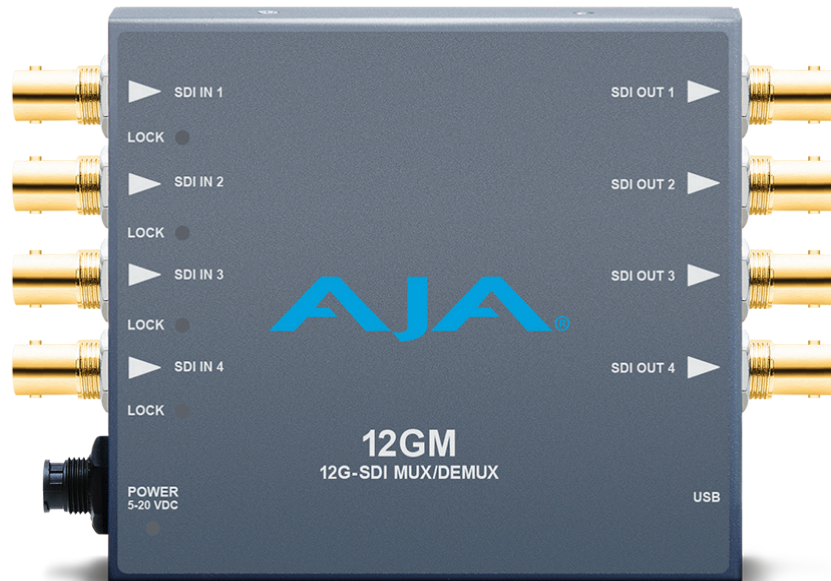 SDI IN 1
SDI OUT 1
LOCK
SDI IN 2
SDI OUT 2
LOCK
SDI IN 3
SDI OUT 3
LOCK
AJA®
SDI IN 4
SDI OUT 4
LOCK
12GM
12G-SDI MUX/DEMUX
POWER
5-20 VDC
USB